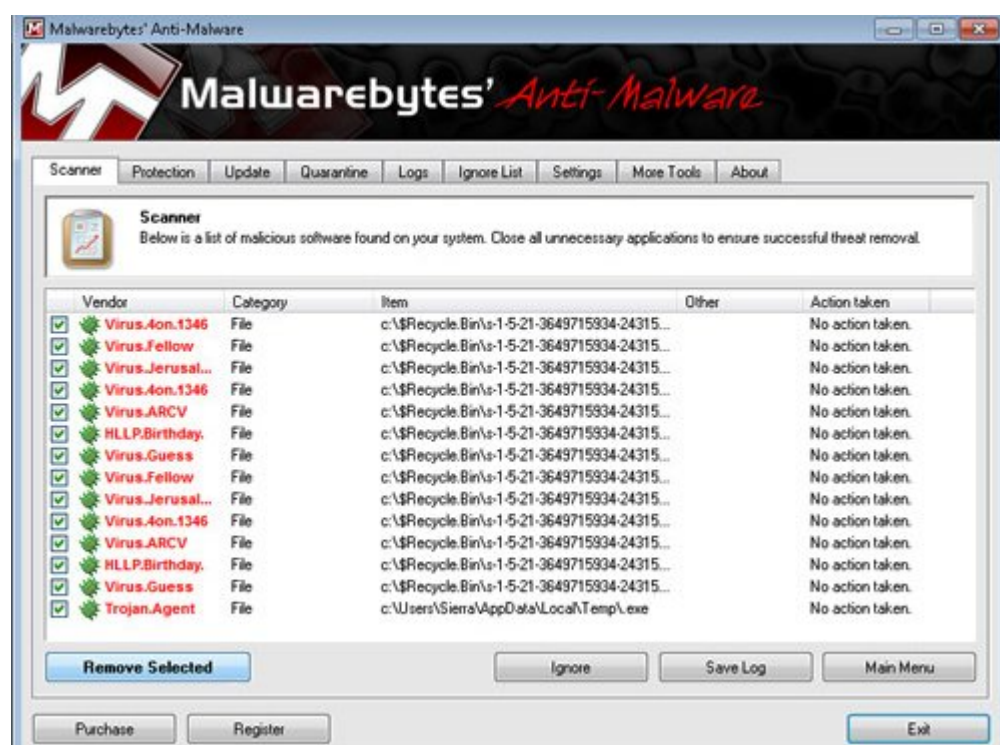 Malwarebytes' Anti-Malware
Malwarebytes' Anti-Malware
Scanner Protection Update Quarantine Logs Ignore List Settings More Tools About
Scanner
Below is a list of malicious software found on your system. Close all unnecessary applications to ensure successful threat removal.
Vendor Category Item Other Action taken
Virus.4on.1346 File c:\$Recycle.Bin\s-1-5-21-3649715934-24315... No action taken.
Virus.Fellow File c:\$Recycle.Bin\s-1-5-21-3649715934-24315... No action taken.
Virus.Jerusal... File c:\$Recycle.Bin\s-1-5-21-3649715934-24315... No action taken.
Virus.4on.1346 File c:\$Recycle.Bin\s-1-5-21-3649715934-24315... No action taken.
Virus.ARCV File c:\$Recycle.Bin\s-1-5-21-3649715934-24315... No action taken.
HLLP.Birthday. File c:\$Recycle.Bin\s-1-5-21-3649715934-24315... No action taken.
Virus.Guess File c:\$Recycle.Bin\s-1-5-21-3649715934-24315... No action taken.
Virus.Fellow File c:\$Recycle.Bin\s-1-5-21-3649715934-24315... No action taken.
Virus.Jerusal... File c:\$Recycle.Bin\s-1-5-21-3649715934-24315... No action taken.
Virus.4on.1346 File c:\$Recycle.Bin\s-1-5-21-3649715934-24315... No action taken.
Virus.ARCV File c:\$Recycle.Bin\s-1-5-21-3649715934-24315... No action taken.
HLLP.Birthday. File c:\$Recycle.Bin\s-1-5-21-3649715934-24315... No action taken.
Virus.Guess File c:\$Recycle.Bin\s-1-5-21-3649715934-24315... No action taken.
Trojan.Agent File c:\Users\Sierra\AppData\Local\Temp\.exe No action taken.
Remove Selected Ignore Save Log Main Menu
Purchase Register Exit